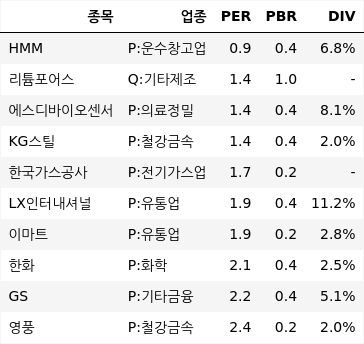 종목 업종 PER PBR DIV
HMM P:운수창고업 0.9 0.4 6.8%
리튬포어스 Q:기타제조 1.4 1.0 -
에스디바이오센서 P:의료정밀 1.4 0.4 8.1%
KG스틸 P:철강금속 1.4 0.4 2.0%
한국가스공사 P:전기가스업 1.7 0.2 -
LX인터내셔널 P:유통업 1.9 0.4 11.2%
이마트 P:유통업 1.9 0.2 2.8%
한화 P:화학 2.1 0.4 2.5%
GS P:기타금융 2.2 0.4 5.1%
영풍 P:철강금속 2.4 0.2 2.0%